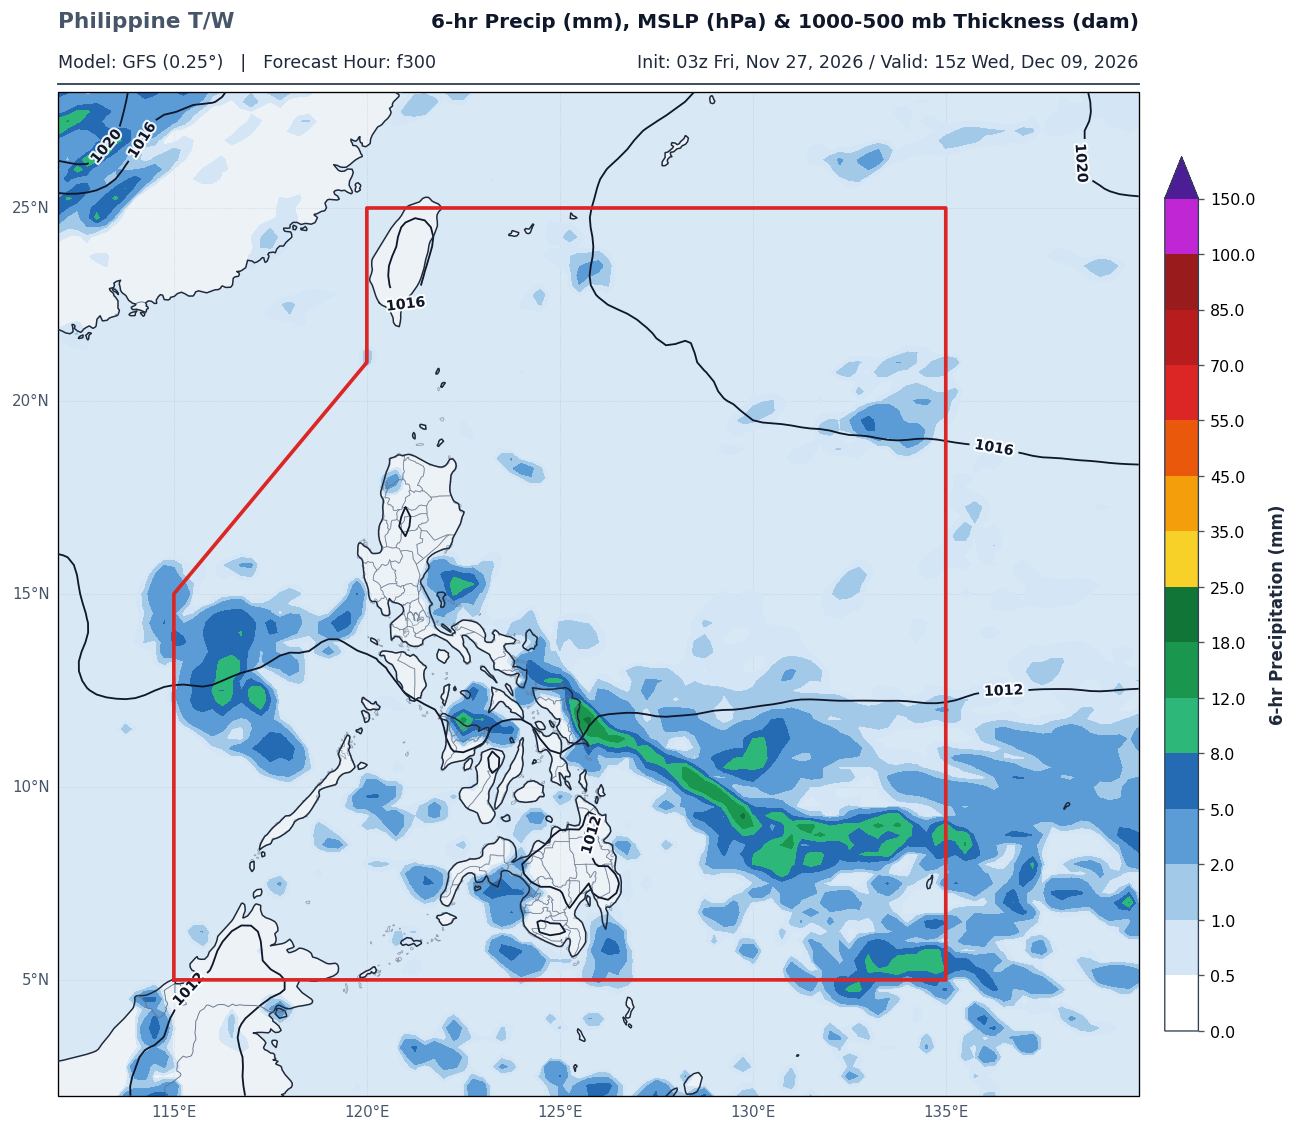 Philippine T/W
6-hr Precip (mm), MSLP (hPa) & 1000-500 mb Thickness (dam)
Model: GFS (0.25°) | Forecast Hour: f300
Init: 03z Fri, Nov 27, 2026 / Valid: 15z Wed, Dec 09, 2026
1020
1016
1020
25°N
1016
20°N
1016
15°N
1012
10°N
1012
5°N
1012
115°E
120°E
125°E
130°E
135°E
150.0
100.0
85.0
70.0
55.0
45.0
35.0
25.0
18.0
12.0
8.0
5.0
2.0
1.0
0.5
0.0
6-hr Precipitation (mm)